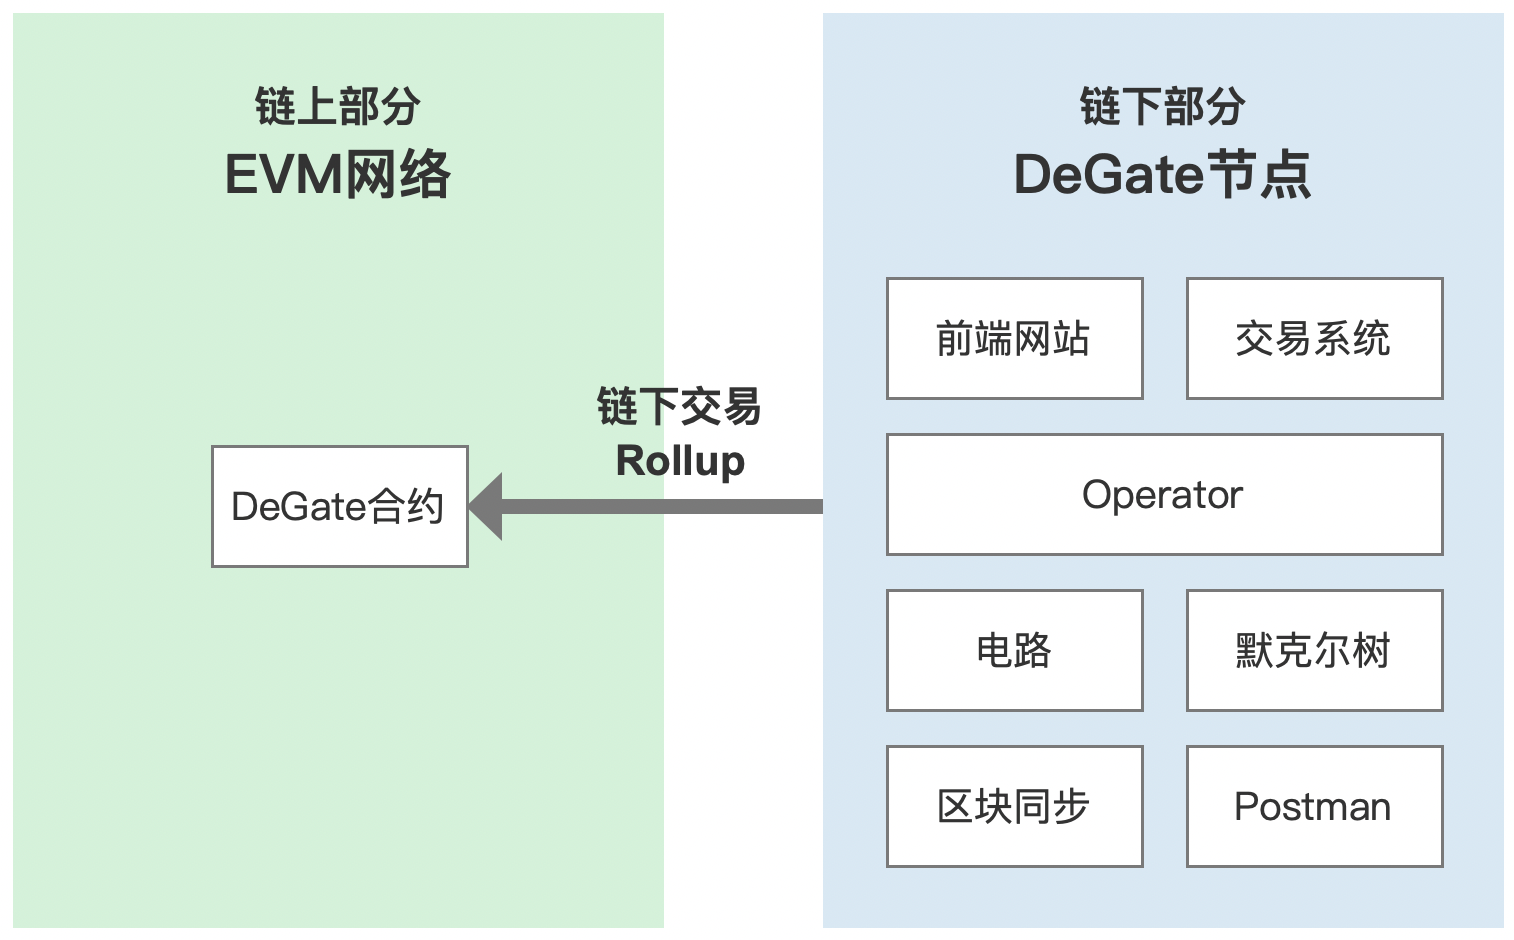 链上部分
EVM网络
DeGate合约
链下交易
Rollup
链下部分
DeGate节点
前端网站
交易系统
Operator
电路
默克尔树
区块同步
Postman